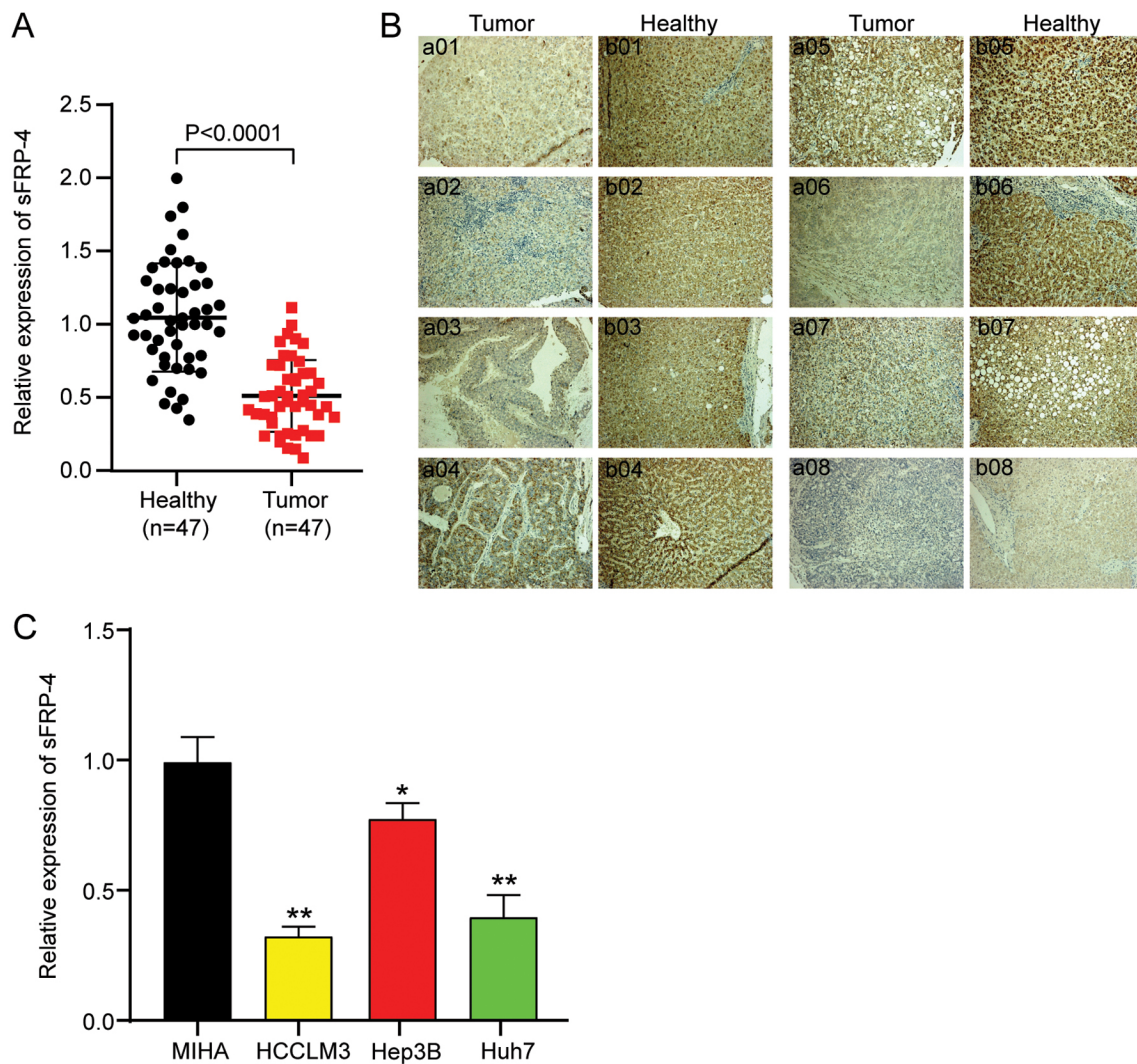 A
Relative expression of sFRP-4
2.5
2.0
1.5
1.0
0.5
0.0
P<0.0001
Healthy
(n=47)
Tumor
(n=47)
B
Tumor Healthy Tumor Healthy
a01 b01 a05 b05
a02 b02 a06 b06
a03 b03 a07 b07
a04 b04 a08 b08
C
Relative expression of sFRP-4
1.5
1.0
0.5
0.0
** * **
MIHA HCCLM3 Hep3B Huh7